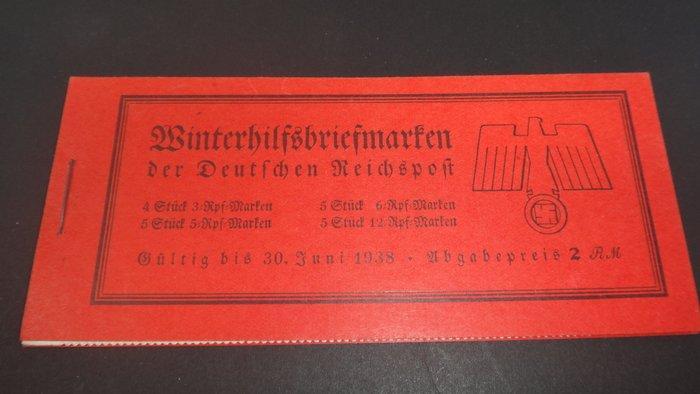 Winterhilfsbriefmarken
der Deutschen Reichspost
4 Stück 3-Rpf-Marken 5 Stück 6-Rpf-Marken
5 Stück 5-Rpf-Marken 5 Stück 12-Rpf-Marken
Gültig bis 30. Juni 1938 · Abgabepreis 2 RM